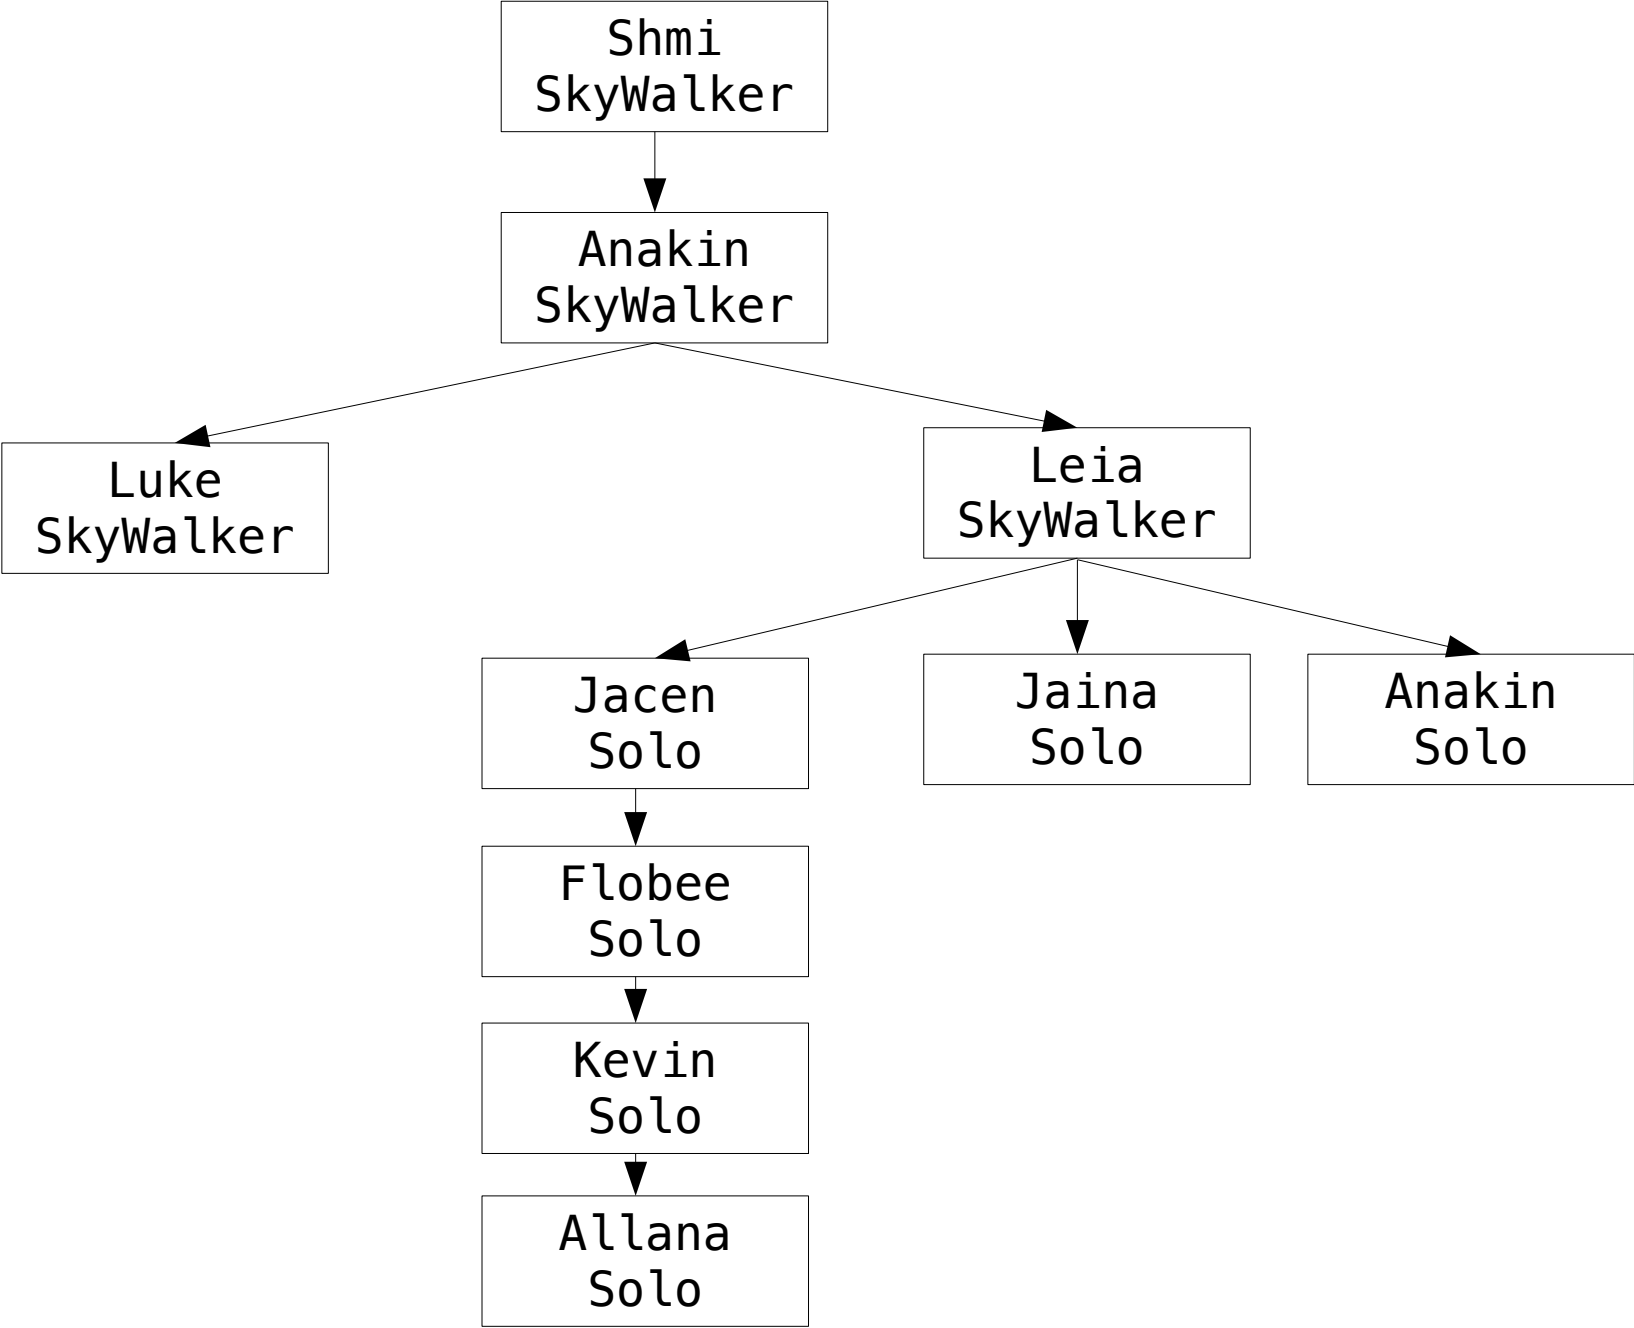 Shmi
SkyWalker
Anakin
SkyWalker
Luke
SkyWalker
Leia
SkyWalker
Jacen
Solo
Jaina
Solo
Anakin
Solo
Flobee
Solo
Kevin
Solo
Allana
Solo